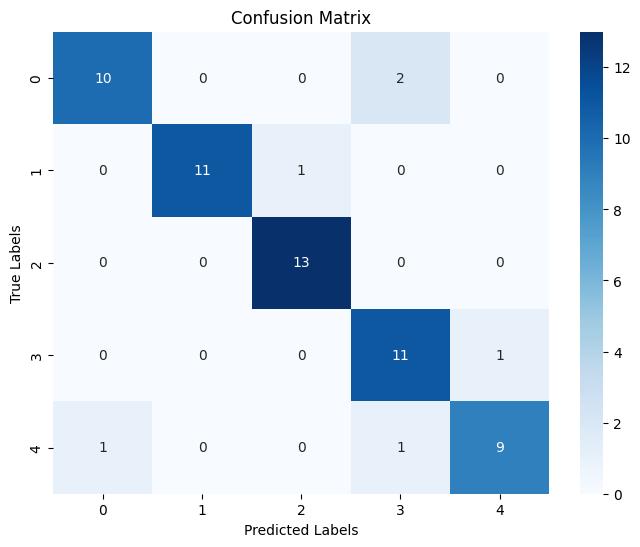 Confusion Matrix
True Labels
0 10 0 0 2 0
1 0 11 1 0 0
2 0 0 13 0 0
3 0 0 0 11 1
4 1 0 0 1 9
0 1 2 3 4
Predicted Labels
12
10
8
6
4
2
0